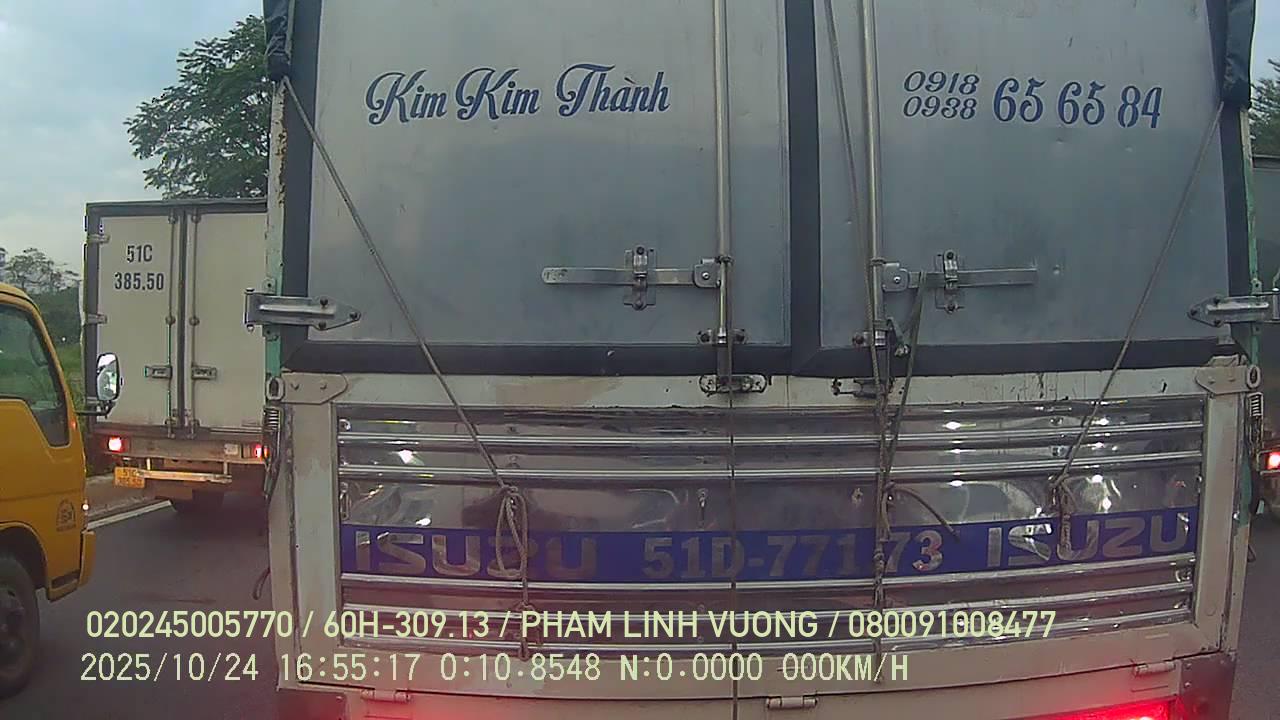 Kim Kim Thành
0918
0938
65 65 84
51C
385.50
ISUZU 51D-771.73 ISUZU
020245005770 / 60H-309.13 / PHAM LINH VUONG / 080091008477
2025/10/24 16:55:17 0:10.8548 N:0.0000 000KM/H